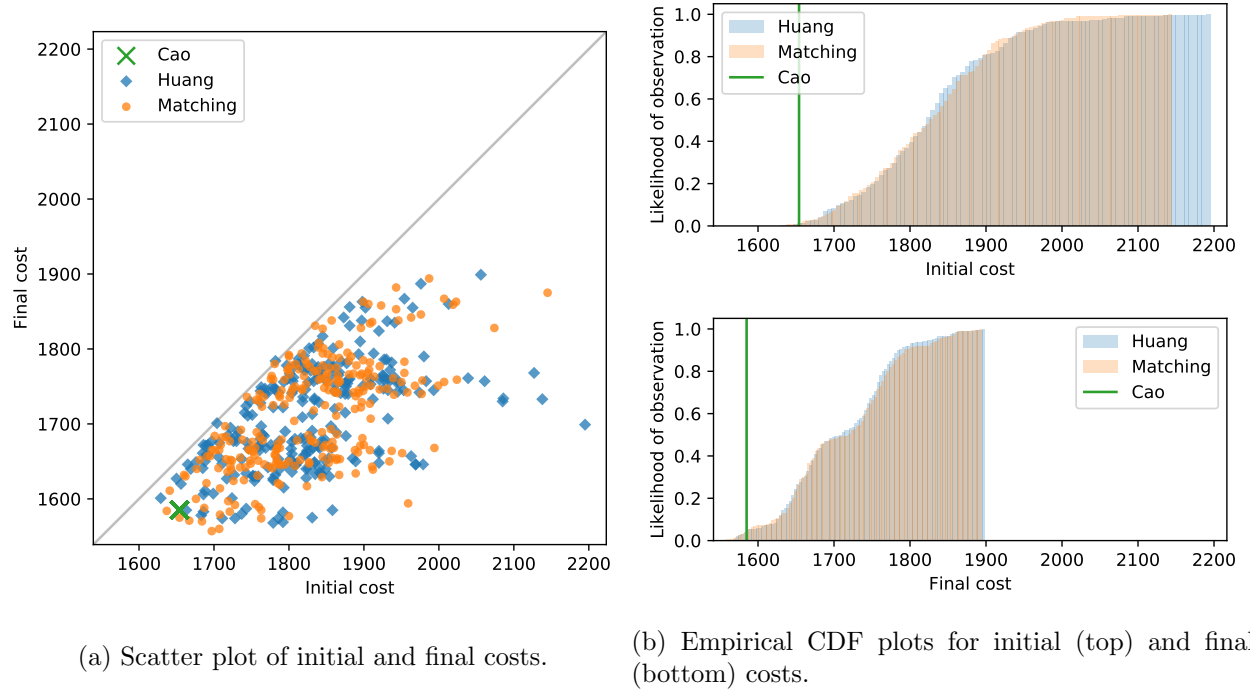 2200
2100
2000
1900
1800
1700
1600
Final cost
1600 1700 1800 1900 2000 2100 2200
Initial cost
Cao
Huang
Matching
(a) Scatter plot of initial and final costs.
1.0
0.8
0.6
0.4
0.2
0.0
Likelihood of observation
Huang
Matching
Cao
1600 1700 1800 1900 2000 2100 2200
Initial cost
1.0
0.8
0.6
0.4
0.2
0.0
Likelihood of observation
Huang
Matching
Cao
1600 1700 1800 1900 2000 2100 2200
Final cost
(b) Empirical CDF plots for initial (top) and final
(bottom) costs.